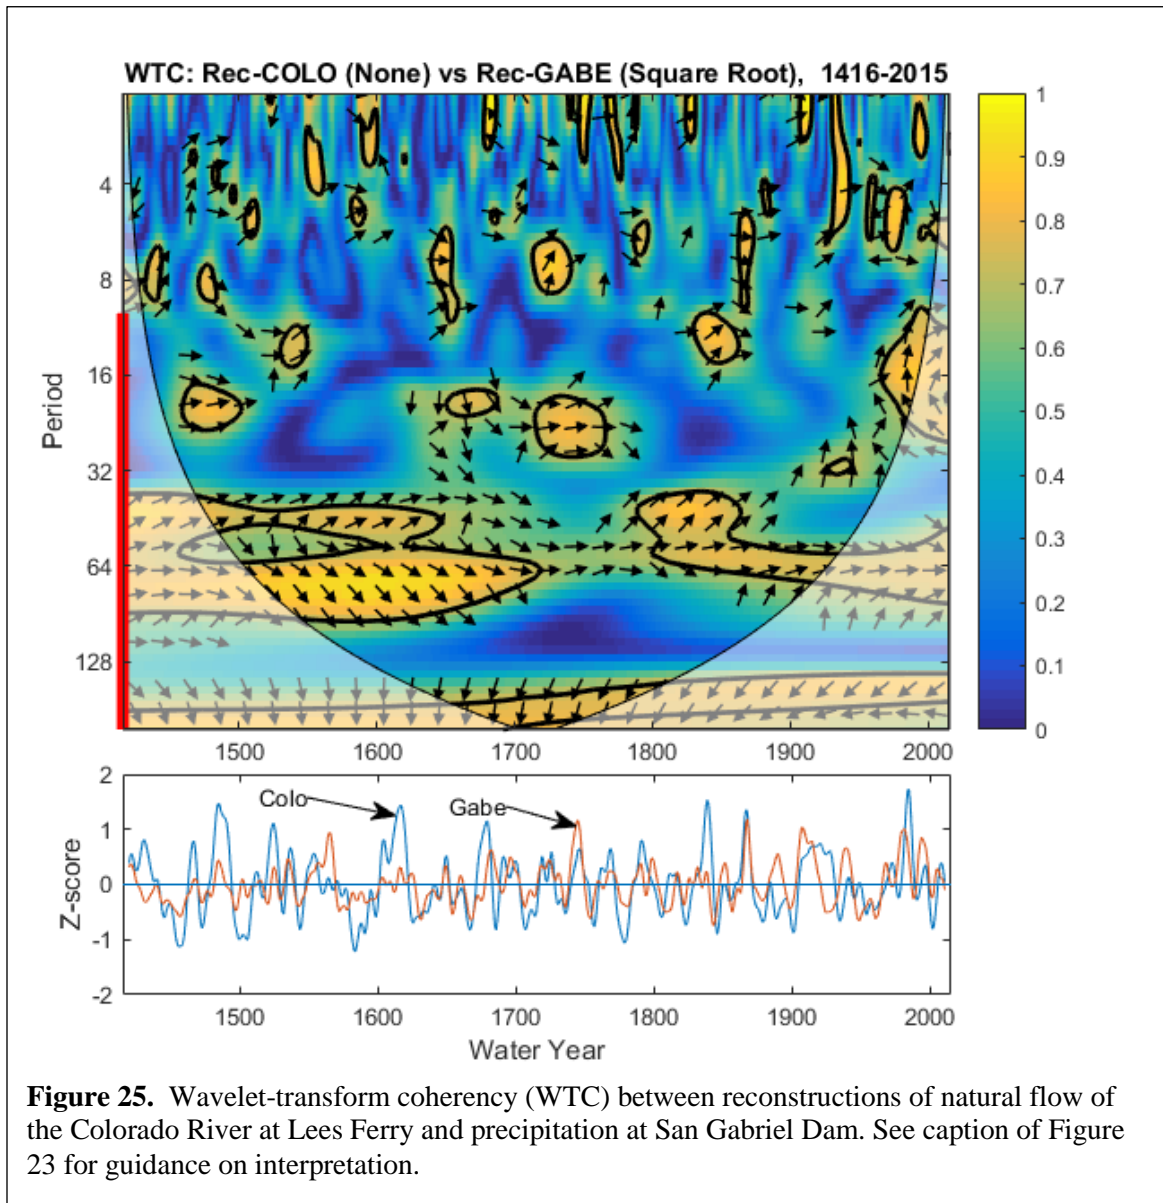 WTC: Rec-COLO (None) vs Rec-GABE (Square Root), 1416-2015
4
8
16
32
64
128
Period
1500 1600 1700 1800 1900 2000
1
0.9
0.8
0.7
0.6
0.5
0.4
0.3
0.2
0.1
0
2
1
0
-1
-2
Z-score
Colo
Gabe
1500 1600 1700 1800 1900 2000
Water Year
Figure 25. Wavelet-transform coherency (WTC) between reconstructions of natural flow of
the Colorado River at Lees Ferry and precipitation at San Gabriel Dam. See caption of Figure
23 for guidance on interpretation.